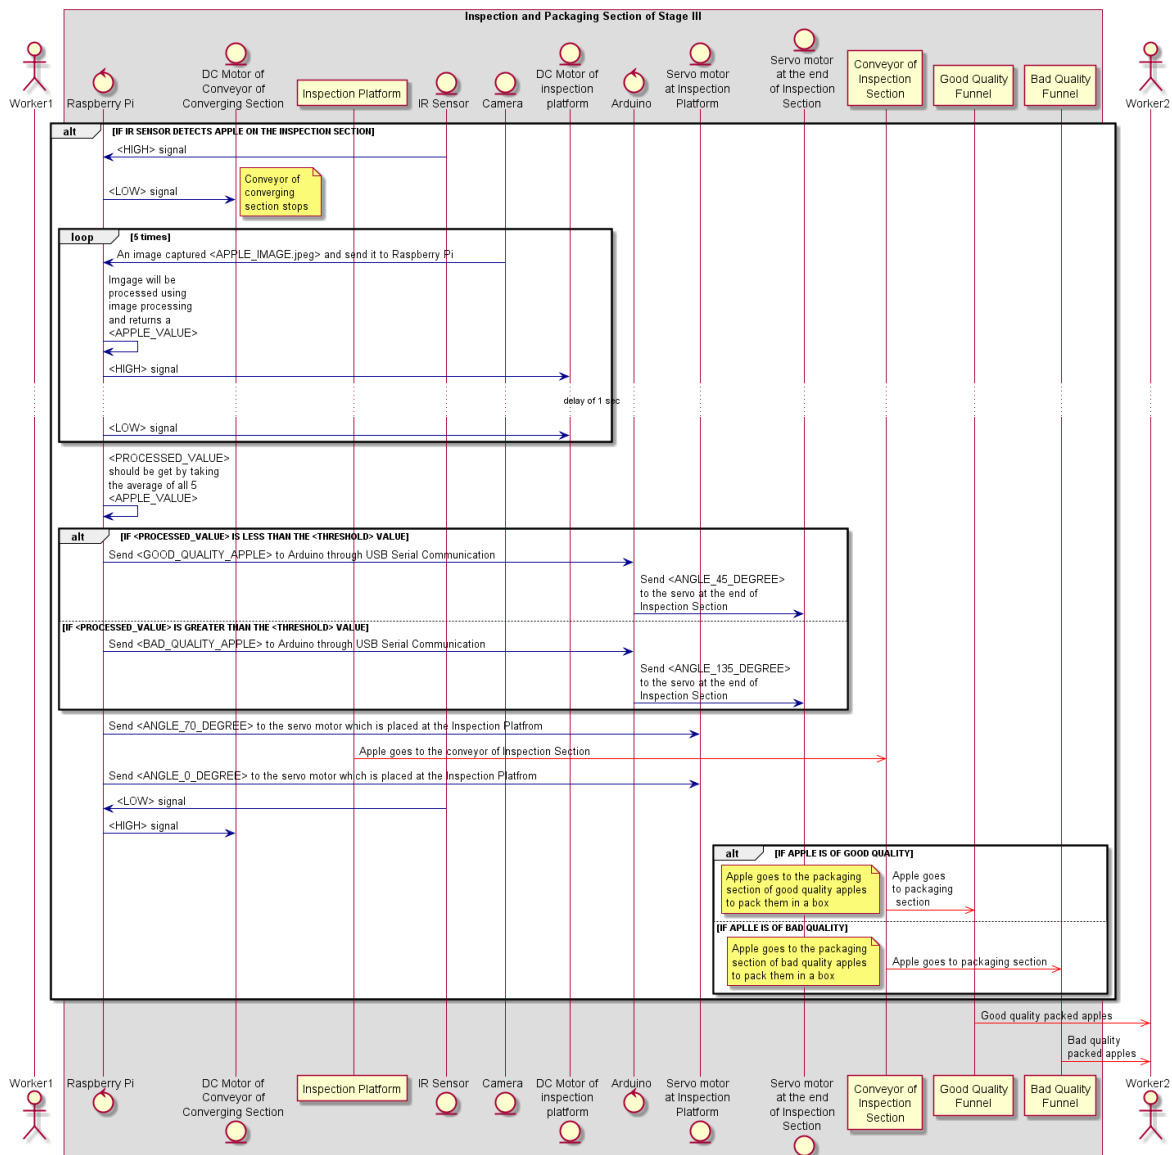 Inspection and Packaging Section of Stage III
Worker1
Raspberry Pi
DC Motor of
Conveyor of
Converging Section
Inspection Platform
IR Sensor
Camera
DC Motor of
inspection
platform
Arduino
Servo motor
at Inspection
Platform
Servo motor
at the end
of Inspection
Section
Conveyor of
Inspection
Section
Good Quality
Funnel
Bad Quality
Funnel
Worker2
alt [IF IR SENSOR DETECTS APPLE ON THE INSPECTION SECTION]
<HIGH> signal
<LOW> signal
Conveyor of
converging
section stops
loop [5 times]
An image captured <APPLE_IMAGE.jpeg> and send it to Raspberry Pi
Imgage will be
processed using
image processing
and returns a
<APPLE_VALUE>
<HIGH> signal
delay of 1 sec
<LOW> signal
<PROCESSED_VALUE>
should be get by taking
the average of all 5
<APPLE_VALUE>
alt [IF <PROCESSED_VALUE> IS LESS THAN THE <THRESHOLD> VALUE]
Send <GOOD_QUALITY_APPLE> to Arduino through USB Serial Communication
Send <ANGLE_45_DEGREE>
to the servo at the end of
Inspection Section
[IF <PROCESSED_VALUE> IS GREATER THAN THE <THRESHOLD> VALUE]
Send <BAD_QUALITY_APPLE> to Arduino through USB Serial Communication
Send <ANGLE_135_DEGREE>
to the servo at the end of
Inspection Section
Send <ANGLE_70_DEGREE> to the servo motor which is placed at the Inspection Platfrom
Apple goes to the conveyor of Inspection Section
Send <ANGLE_0_DEGREE> to the servo motor which is placed at the Inspection Platfrom
<LOW> signal
<HIGH> signal
alt [IF APPLE IS OF GOOD QUALITY]
Apple goes to the packaging
section of good quality apples
to pack them in a box
Apple goes
to packaging
section
[IF APLLE IS OF BAD QUALITY]
Apple goes to the packaging
section of bad quality apples
to pack them in a box
Apple goes to packaging section
Good quality packed apples
Bad quality
packed apples
Worker1
Raspberry Pi
DC Motor of
Conveyor of
Converging Section
Inspection Platform
IR Sensor
Camera
DC Motor of
inspection
platform
Arduino
Servo motor
at Inspection
Platform
Servo motor
at the end
of Inspection
Section
Conveyor of
Inspection
Section
Good Quality
Funnel
Bad Quality
Funnel
Worker2